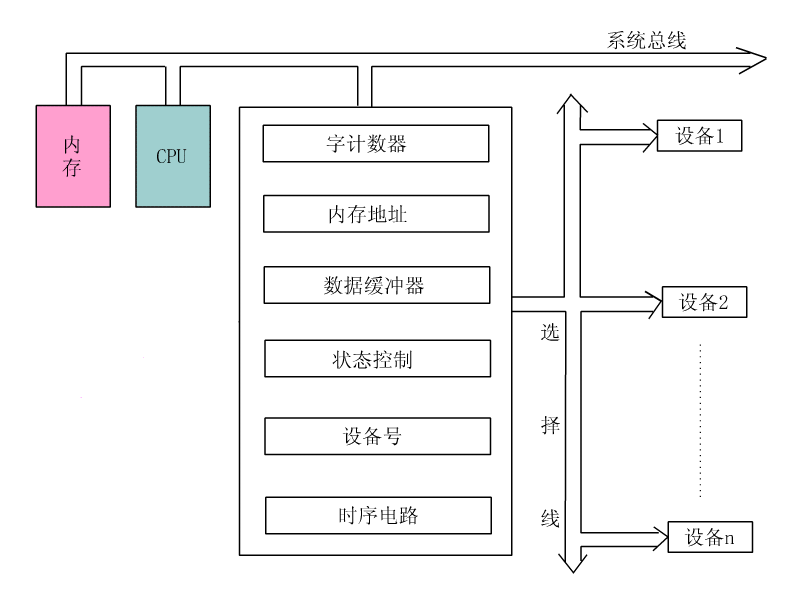 系统总线
内
存
CPU
字计数器
内存地址
数据缓冲器
状态控制
设备号
时序电路
选
择
线
设备1
设备2
设备n